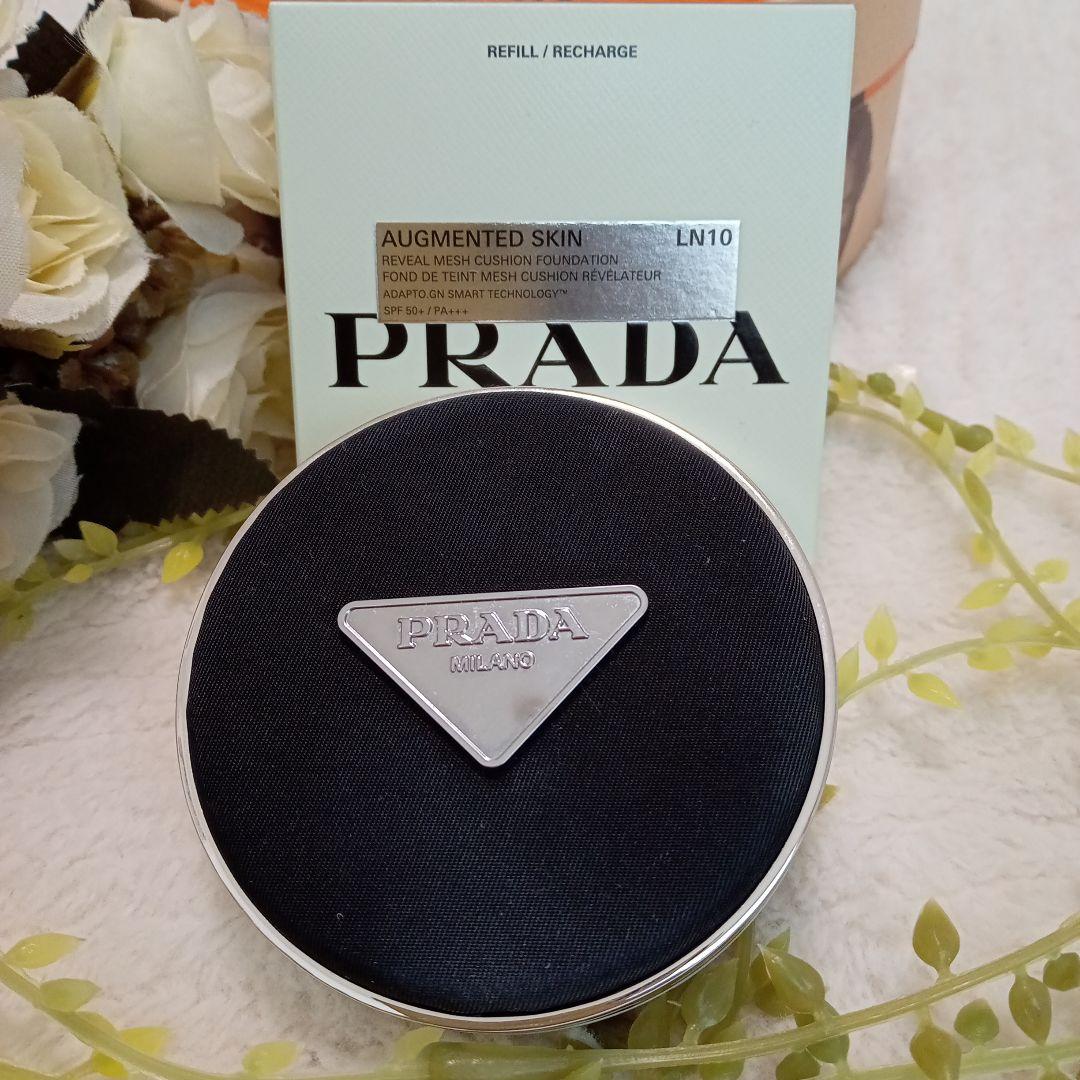 REFILL / RECHARGE
AUGMENTED SKIN LN10
REVEAL MESH CUSHION FOUNDATION
FOND DE TEINT MESH CUSHION RÉVÉLATEUR
ADAPTO.GN SMART TECHNOLOGY™
SPF 50+ / PA+++
PRADA
PRADA
MILANO